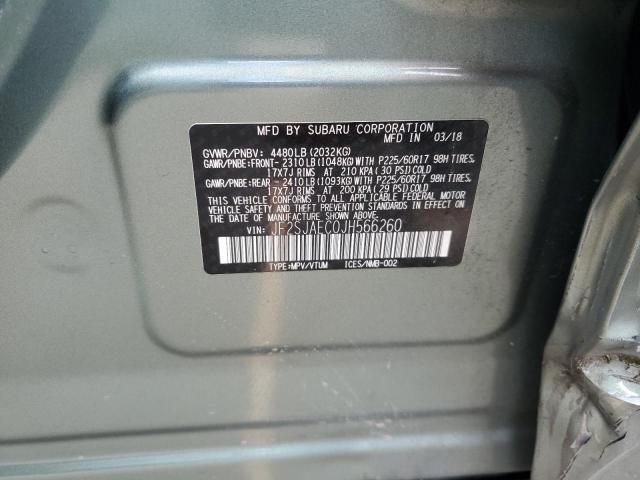 MFD BY SUBARU CORPORATION
MFD IN 03/18
GVWR/PNBV: 4480LB (2032KG)
GAWR/PNBE: FRONT- 2310LB(1048KG) WITH P225/60R17 98H TIRES,
17X7J RIMS AT 210 KPA (30 PSI) COLD
GAWR/PNBE: REAR - 2410LB(1093KG) WITH P225/60R17 98H TIRES,
17X7J RIMS AT 200 KPA (29 PSI) COLD
THIS VEHICLE CONFORMS TO ALL APPLICABLE FEDERAL MOTOR
VEHICLE SAFETY, BUMPER, AND THEFT PREVENTION STANDARDS
IN EFFECT ON THE DATE OF MANUFACTURE SHOWN ABOVE.
VIN: JF2SJAEC0JH566260
TYPE:MPV/VTUM ICES/NMB-002